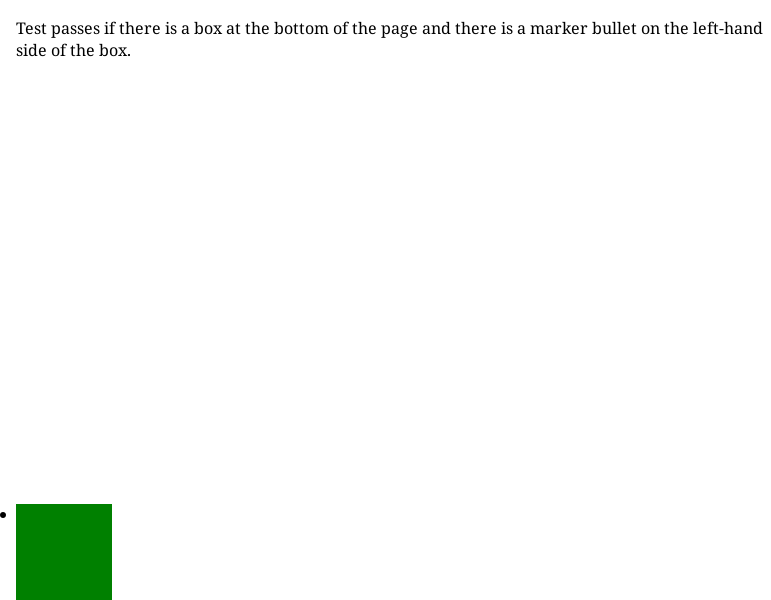 Test passes if there is a box at the bottom of the page and there is a marker bullet on the left-hand
side of the box.